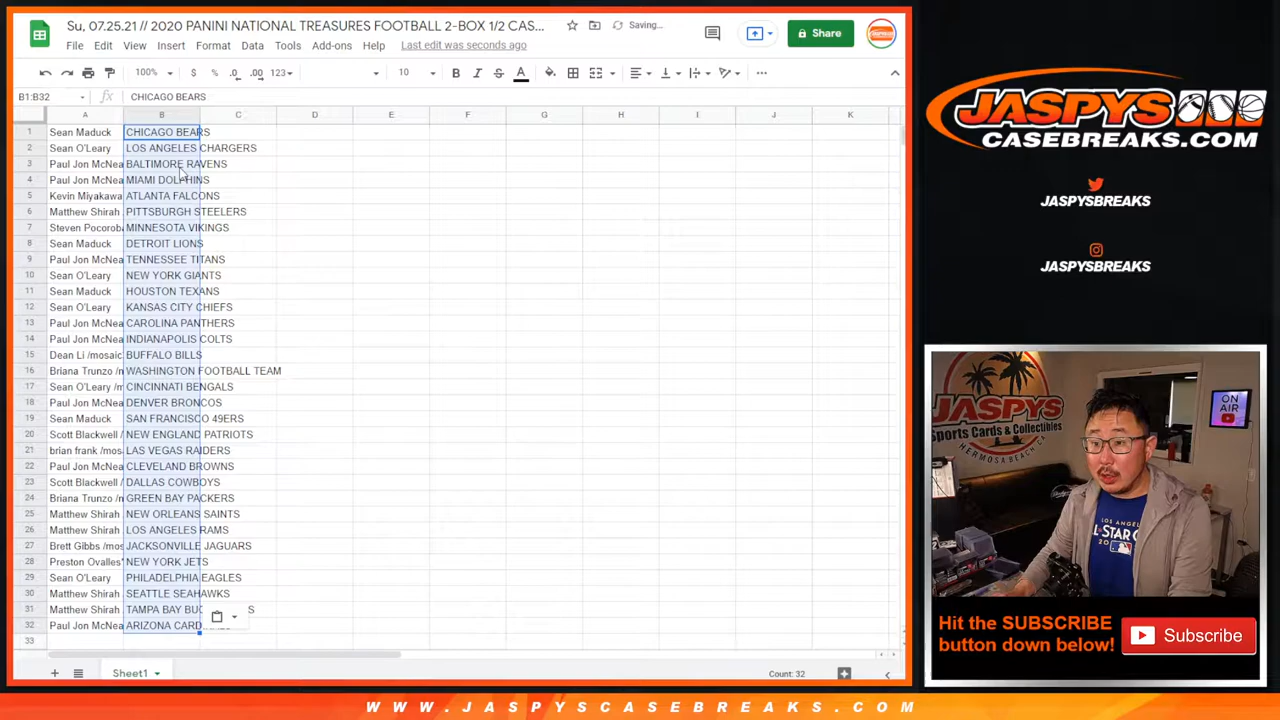 Su, 07.25.21 // 2020 PANINI NATIONAL TREASURES FOOTBALL 2-BOX 1/2 CAS...
Saving...
Share
File Edit View Insert Format Data Tools Add-ons Help Last edit was seconds ago
100% $ % .0 .00 123 10 B I S A
B1:B32 fx CHICAGO BEARS
A B C D E F G H I J K
1 Sean Maduck CHICAGO BEARS
2 Sean O'Leary LOS ANGELES CHARGERS
3 Paul Jon McNea BALTIMORE RAVENS
4 Paul Jon McNea MIAMI DOLPHINS
5 Kevin Miyakawa ATLANTA FALCONS
6 Matthew Shirah PITTSBURGH STEELERS
7 Steven Pocoroba MINNESOTA VIKINGS
8 Sean Maduck DETROIT LIONS
9 Paul Jon McNea TENNESSEE TITANS
10 Sean O'Leary NEW YORK GIANTS
11 Sean Maduck HOUSTON TEXANS
12 Sean O'Leary KANSAS CITY CHIEFS
13 Paul Jon McNea CAROLINA PANTHERS
14 Paul Jon McNea INDIANAPOLIS COLTS
15 Dean Li /mosaic BUFFALO BILLS
16 Briana Trunzo /n WASHINGTON FOOTBALL TEAM
17 Sean O'Leary /m CINCINNATI BENGALS
18 Paul Jon McNea DENVER BRONCOS
19 Sean Maduck SAN FRANCISCO 49ERS
20 Scott Blackwell / NEW ENGLAND PATRIOTS
21 brian frank /mos LAS VEGAS RAIDERS
22 Paul Jon McNea CLEVELAND BROWNS
23 Scott Blackwell / DALLAS COWBOYS
24 Briana Trunzo /n GREEN BAY PACKERS
25 Matthew Shirah NEW ORLEANS SAINTS
26 Matthew Shirah LOS ANGELES RAMS
27 Brett Gibbs /mos JACKSONVILLE JAGUARS
28 Preston Ovalles* NEW YORK JETS
29 Sean O'Leary PHILADELPHIA EAGLES
30 Matthew Shirah SEATTLE SEAHAWKS
31 Matthew Shirah TAMPA BAY BUC S
32 Paul Jon McNea ARIZONA CARD
33
Sheet1 Count: 32
JASPYS
CASEBREAKS.COM
JASPYSBREAKS
JASPYSBREAKS
JASPYS
Sports Cards & Collectibles
HERMOSA BEACH CA
ON AIR
LOS ANGELES
ALL STAR
Hit the SUBSCRIBE
button down below!
Subscribe
WWW.JASPYSCASEBREAKS.COM